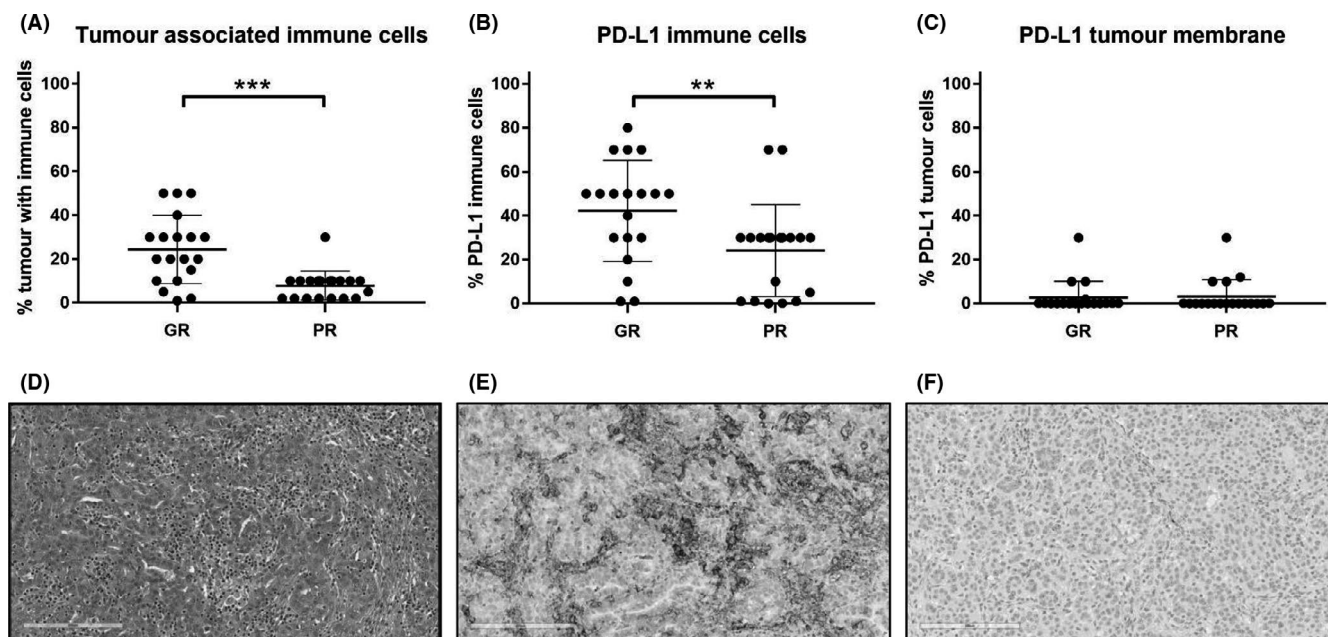 (A) Tumour associated immune cells
(B) PD-L1 immune cells
(C) PD-L1 tumour membrane
% tumour with immune cells
100
80
60
40
20
0
***
GR PR
% PD-L1 immune cells
100
80
60
40
20
0
**
GR PR
% PD-L1 tumour cells
100
80
60
40
20
0
GR PR
(D)
(E)
(F)